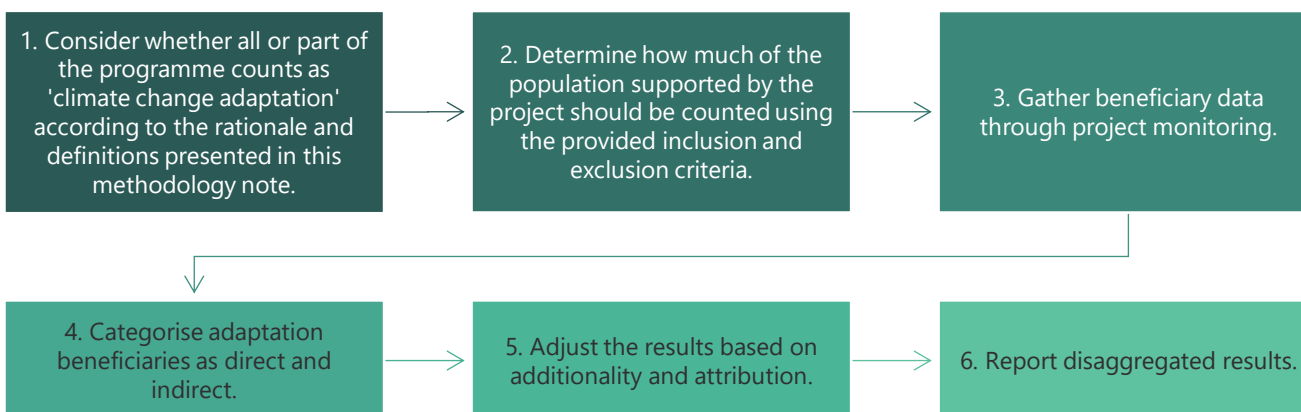 1. Consider whether all or part of
the programme counts as
'climate change adaptation'
according to the rationale and
definitions presented in this
methodology note.
2. Determine how much of the
population supported by the
project should be counted using
the provided inclusion and
exclusion criteria.
3. Gather beneficiary data
through project monitoring.
4. Categorise adaptation
beneficiaries as direct and
indirect.
5. Adjust the results based on
additionality and attribution.
6. Report disaggregated results.